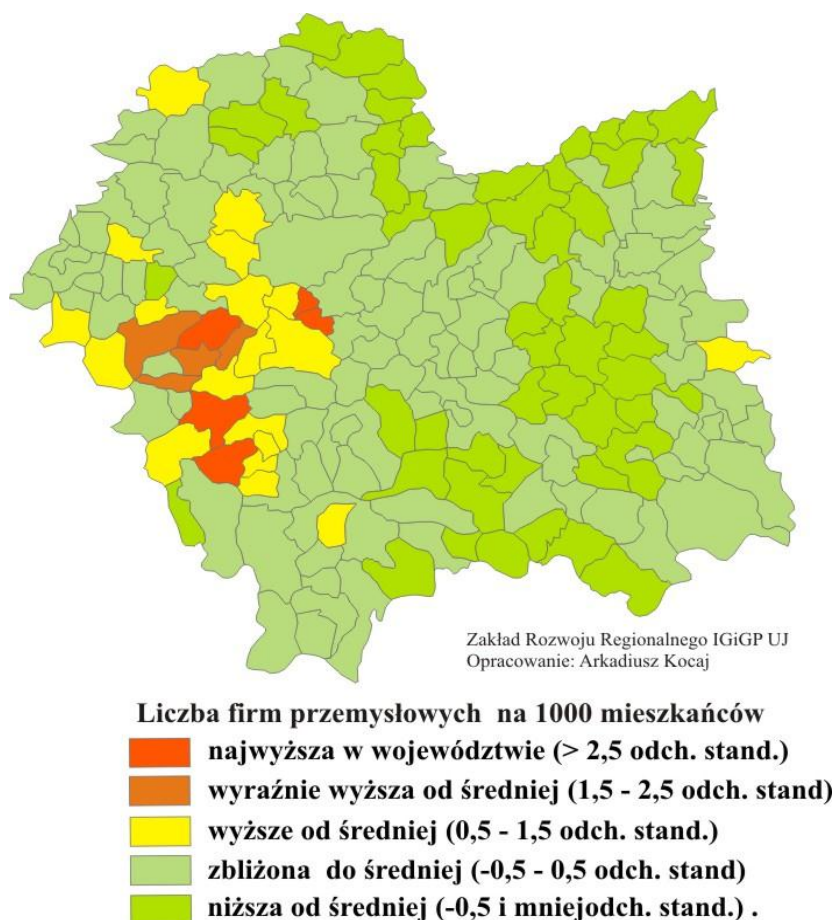 Zakład Rozwoju Regionalnego IGiGP UJ
Opracowanie: Arkadiusz Kocaj
Liczba firm przemysłowych na 1000 mieszkańców
najwyższa w województwie (> 2,5 odch. stand.)
wyraźnie wyższa od średniej (1,5 - 2,5 odch. stand)
wyższe od średniej (0,5 - 1,5 odch. stand.)
zbliżona do średniej (-0,5 - 0,5 odch. stand)
niższa od średniej (-0,5 i mniejodch. stand.) .